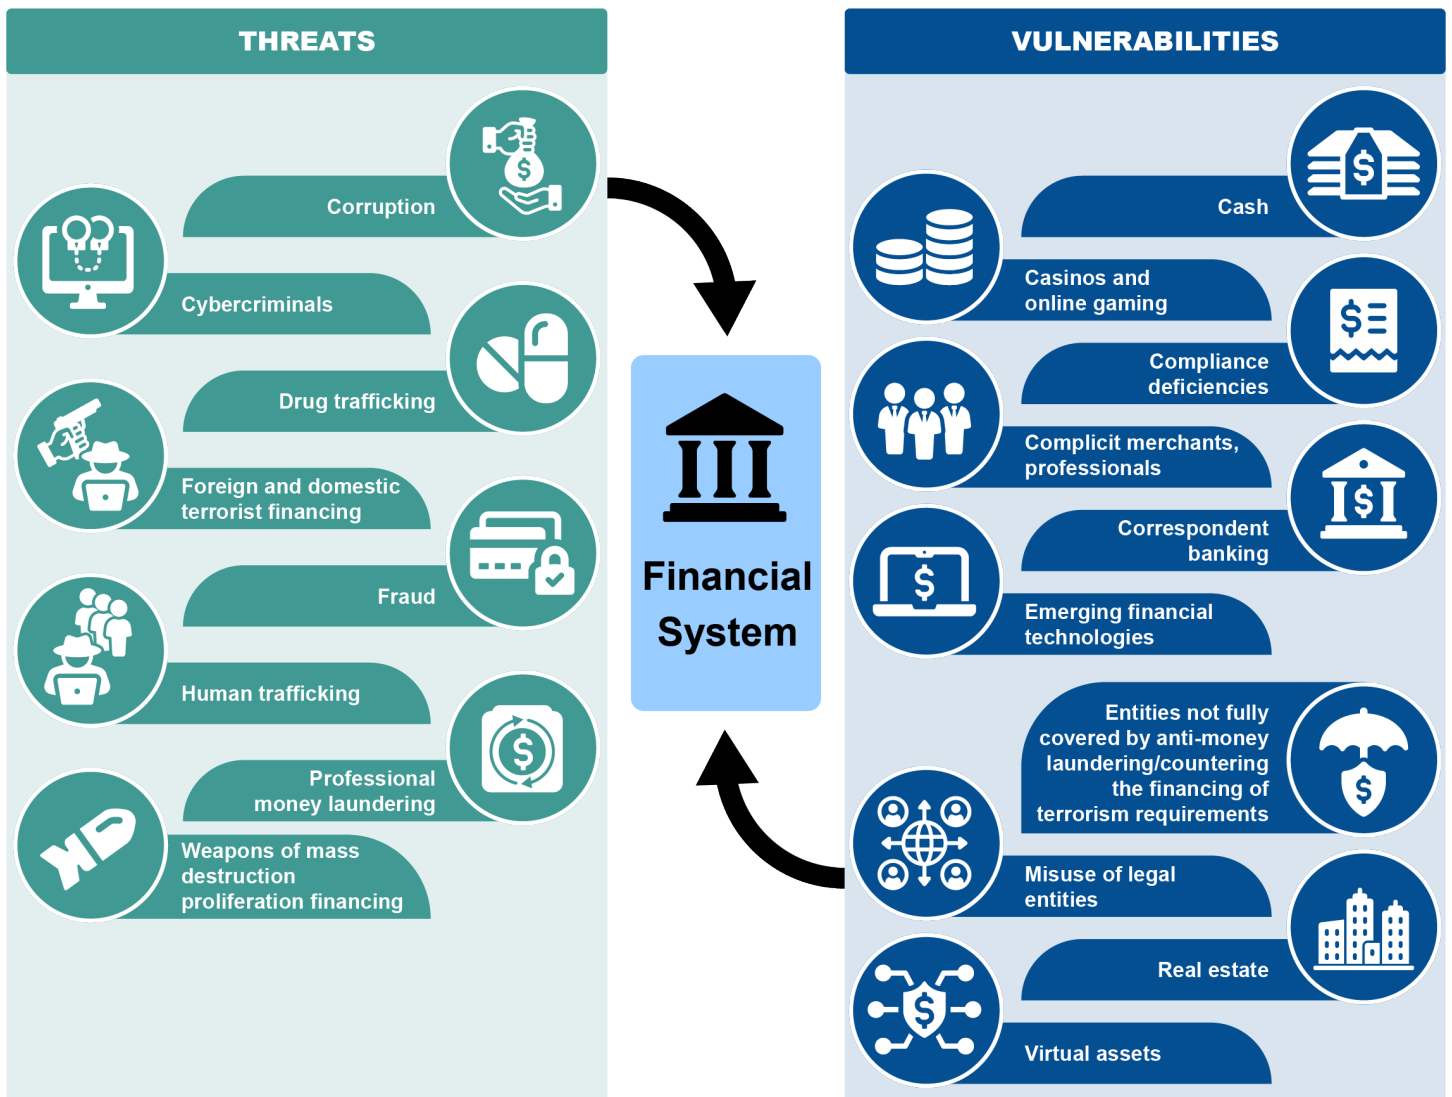 THREATS
Corruption
Cybercriminals
Drug trafficking
Foreign and domestic
terrorist financing
Fraud
Human trafficking
Professional
money laundering
Weapons of mass
destruction
proliferation financing
Financial
System
VULNERABILITIES
Cash
Casinos and
online gaming
Compliance
deficiencies
Complicit merchants,
professionals
Correspondent
banking
Emerging financial
technologies
Entities not fully
covered by anti-money
laundering/countering
the financing of
terrorism requirements
Misuse of legal
entities
Real estate
Virtual assets